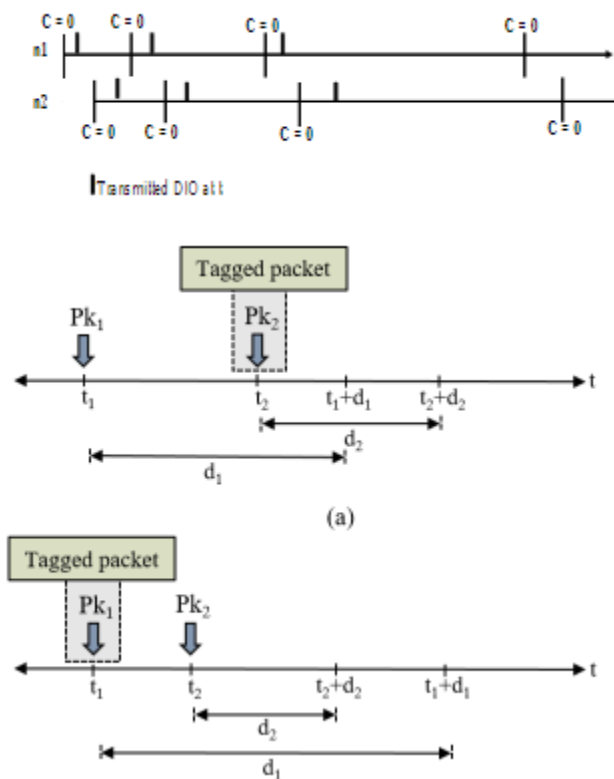 C = 0 C = 0 C = 0 C = 0
n1
n2
C = 0 C = 0 C = 0 C = 0
Transmitted DIO at t
Tagged packet
Pk₁ Pk₂
t
t₁ t₂ t₁+d₁ t₂+d₂
d₂
d₁
(a)
Tagged packet
Pk₁ Pk₂
t
t₁ t₂ t₂+d₂ t₁+d₁
d₂
d₁